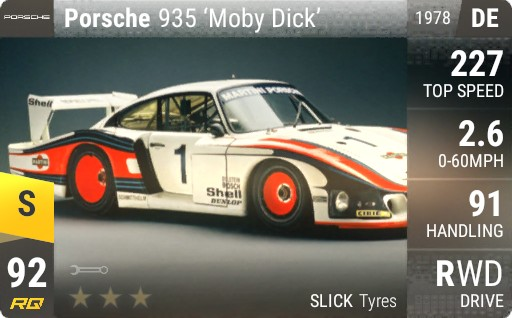 PORSCHE
Porsche 935 ‘Moby Dick’
1978 DE
227
TOP SPEED
2.6
0-60MPH
91
HANDLING
RWD
DRIVE
S
92
RQ
MARTINI PORSCHE
Shell
MARTINI
1
Shell
DUNLOP
CIBIE
SLICK Tyres